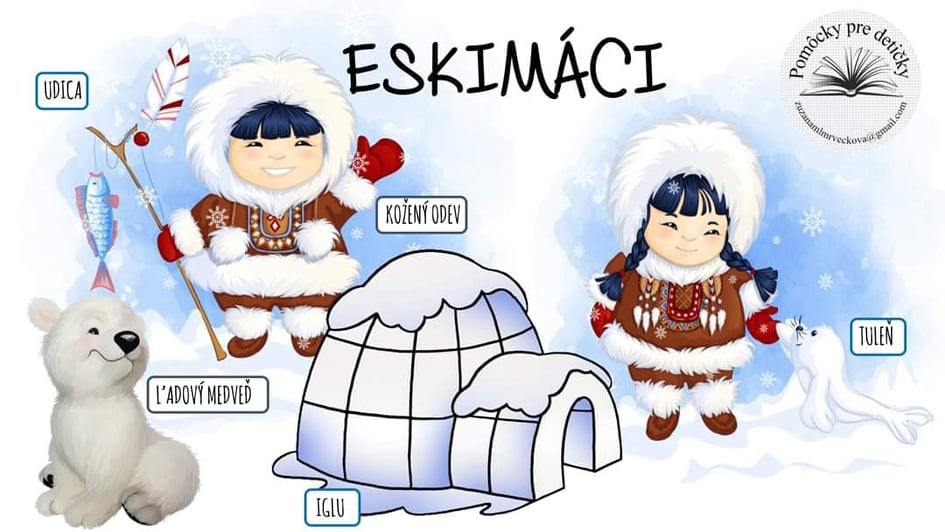 ESKIMÁCI
Pomôcky pre detičky
zuzanamlmrveckova@gmail.com
UDICA
KOŽENÝ ODEV
TULEŇ
ĽADOVÝ MEDVEĎ
IGLU